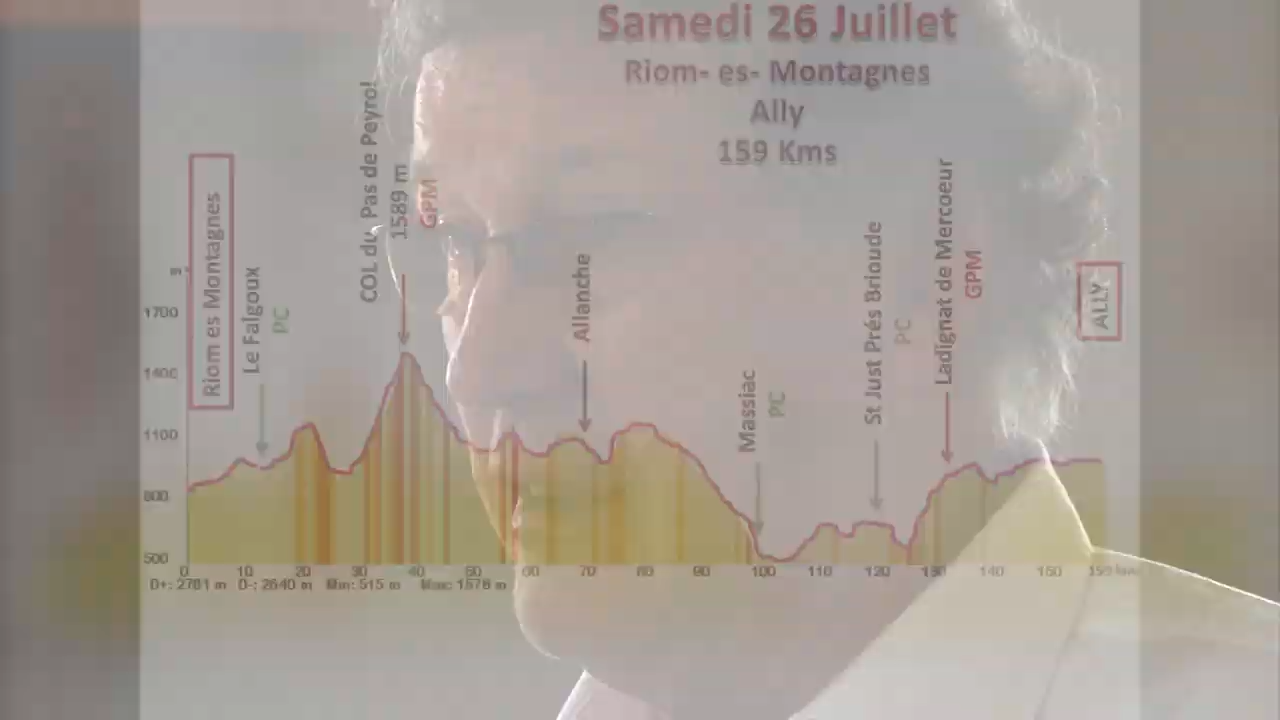 Samedi 26 Juillet
Riom- es- Montagnes
Ally
159 Kms
Riom es Montagnes
Le Falgoux
PC
COL du Pas de Peyrol
1589 m
GPM
Allanche
Massiac
PC
St Just Prés Brioude
PC
Ladignat de Mercoeur
GPM
ALLY
m
1700
1400
1100
800
500
0 10 20 30 40 50 60 70 80 90 100 110 120 130 140 150 159 km
D+: 2781 m D-: 2640 m Min: 515 m Max: 1578 m